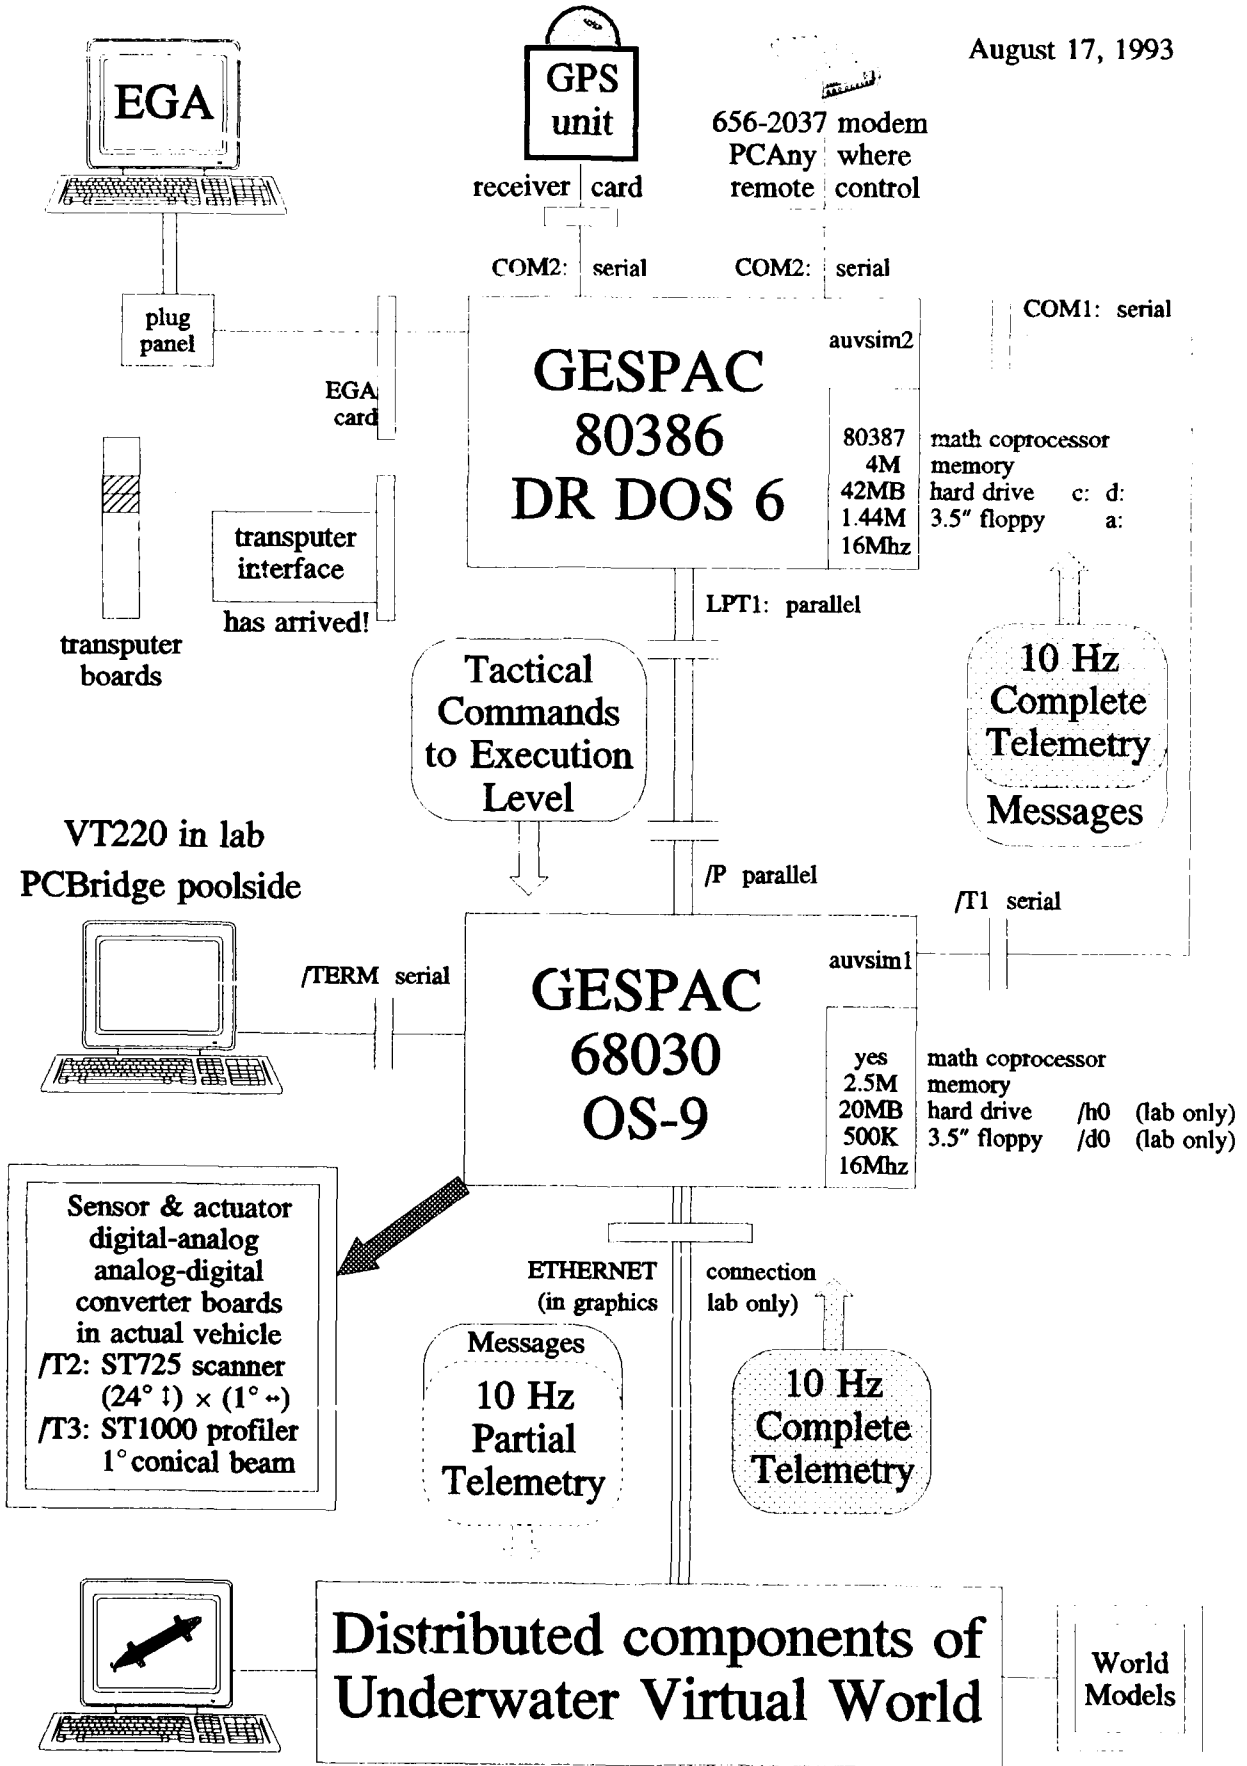 August 17, 1993
EGA
GPS
unit
receiver card
656-2037 modem
PCAny where
remote control
COM2: serial
COM2: serial
COM1: serial
plug
panel
EGA
card
GESPAC
80386
DR DOS 6
auvsim2
80387 math coprocessor
4M memory
42MB hard drive c: d:
1.44M 3.5" floppy a:
16Mhz
transputer
interface
has arrived!
transputer
boards
LPT1: parallel
Tactical
Commands
to Execution
Level
10 Hz
Complete
Telemetry
Messages
VT220 in lab
PCBridge poolside
/P parallel
/T1 serial
/TERM serial
GESPAC
68030
OS-9
auvsim1
yes math coprocessor
2.5M memory
20MB hard drive /h0 (lab only)
500K 3.5" floppy /d0 (lab only)
16Mhz
Sensor & actuator
digital-analog
analog-digital
converter boards
in actual vehicle
/T2: ST725 scanner
(24° ↕) × (1° ↔)
/T3: ST1000 profiler
1° conical beam
ETHERNET connection
(in graphics lab only)
Messages
10 Hz
Partial
Telemetry
10 Hz
Complete
Telemetry
Distributed components of
Underwater Virtual World
World
Models